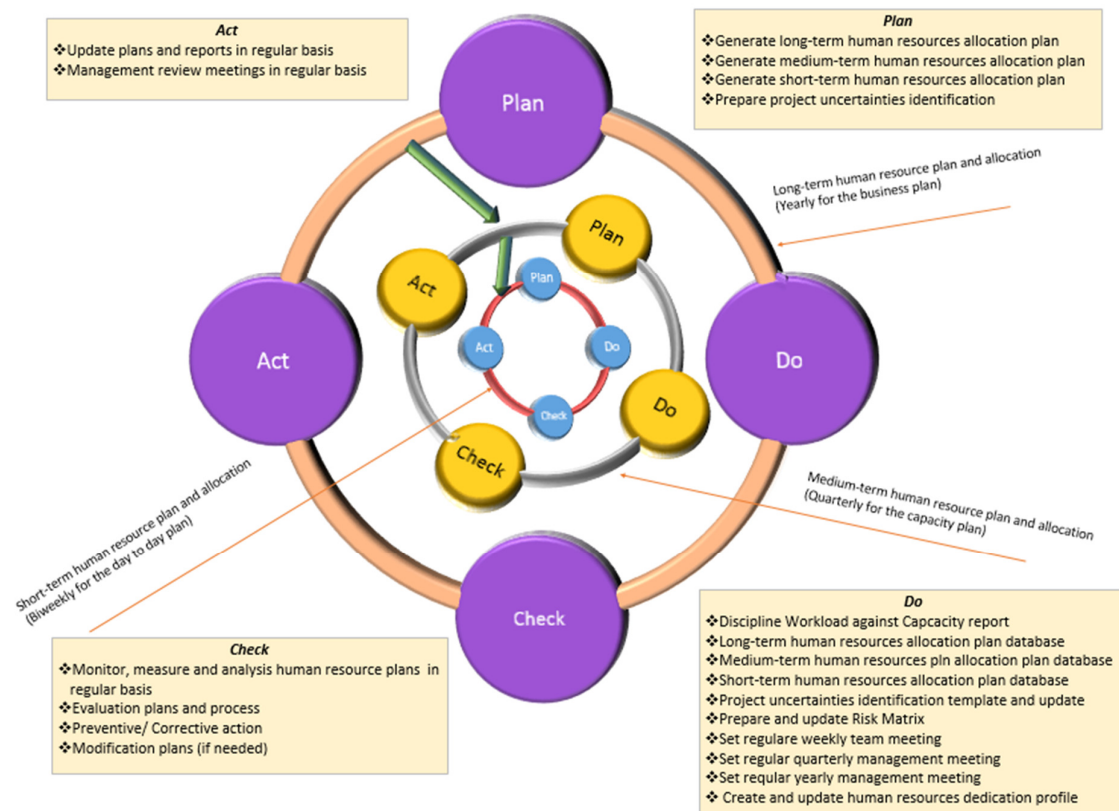 Act
❖Update plans and reports in regular basis
❖Management review meetings in regular basis
Plan
❖Generate long-term human resources allocation plan
❖Generate medium-term human resources allocation plan
❖Generate short-term human resources allocation plan
❖Prepare project uncertainties identification
Plan
Long-term human resource plan and allocation
(Yearly for the business plan)
Plan
Act
Plan
Act
Do
Check
Act
Do
Do
Check
Short-term human resource plan and allocation
(Biweekly for the day to day plan)
Medium-term human resource plan and allocation
(Quarterly for the capacity plan)
Check
Check
❖Monitor, measure and analysis human resource plans in
regular basis
❖Evaluation plans and process
❖Preventive/ Corrective action
❖Modification plans (if needed)
Do
❖Discipline Workload against Capcacity report
❖Long-term human resources allocation plan database
❖Medium-term human resources pln allocation plan database
❖Short-term human resources allocation plan database
❖Project uncertainties identification template and update
❖Prepare and update Risk Matrix
❖Set regulare weekly team meeting
❖Set regular quarterly management meeting
❖Set reqular yearly management meeting
❖ Create and update human resources dedication profile